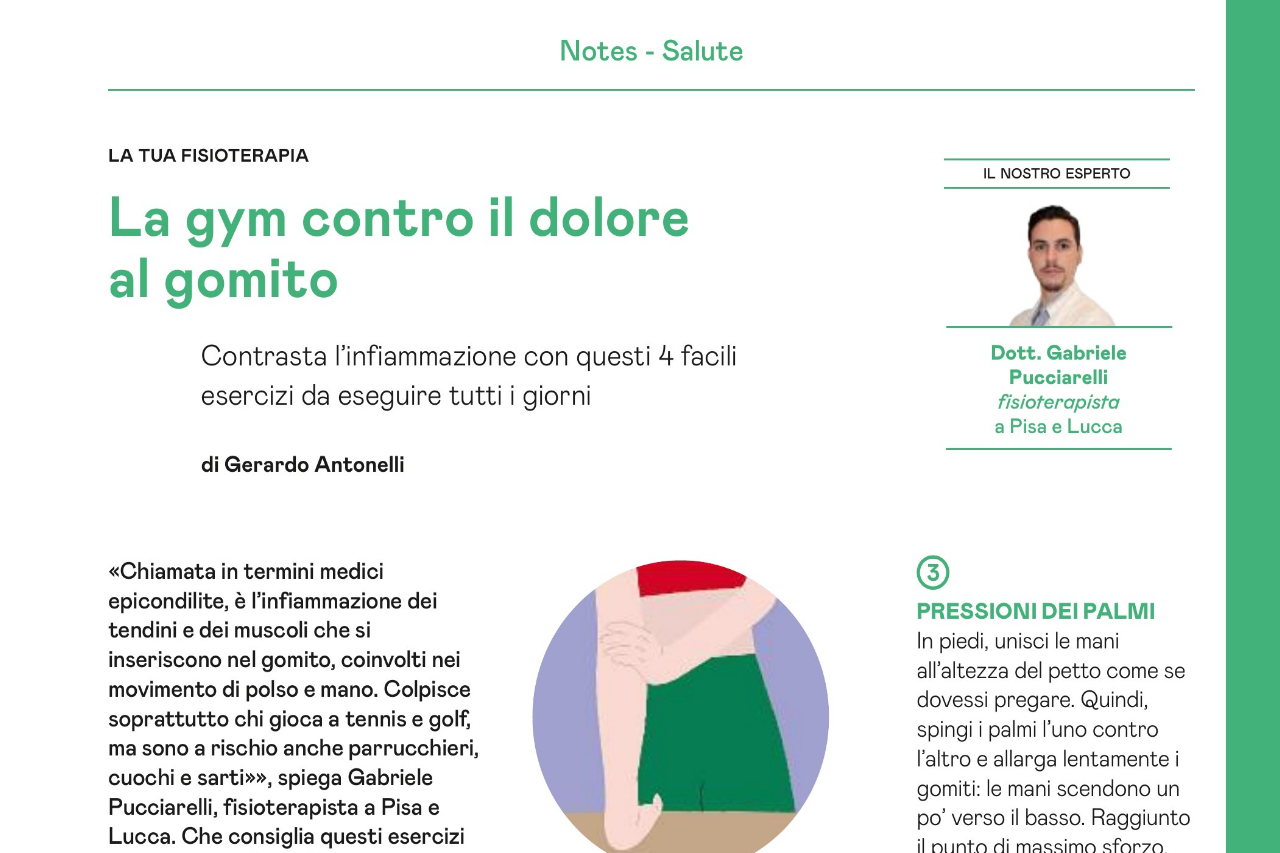 Notes - Salute
LA TUA FISIOTERAPIA
La gym contro il dolore
al gomito
Contrasta l’infiammazione con questi 4 facili
esercizi da eseguire tutti i giorni
di Gerardo Antonelli
IL NOSTRO ESPERTO
Dott. Gabriele
Pucciarelli
fisioterapista
a Pisa e Lucca
«Chiamata in termini medici
epicondilite, è l’infiammazione dei
tendini e dei muscoli che si
inseriscono nel gomito, coinvolti nei
movimento di polso e mano. Colpisce
soprattutto chi gioca a tennis e golf,
ma sono a rischio anche parrucchieri,
cuochi e sarti»», spiega Gabriele
Pucciarelli, fisioterapista a Pisa e
Lucca. Che consiglia questi esercizi
3
PRESSIONI DEI PALMI
In piedi, unisci le mani
all’altezza del petto come se
dovessi pregare. Quindi,
spingi i palmi l’uno contro
l’altro e allarga lentamente i
gomiti: le mani scendono un
po’ verso il basso. Raggiunto
il punto di massimo sforzo,